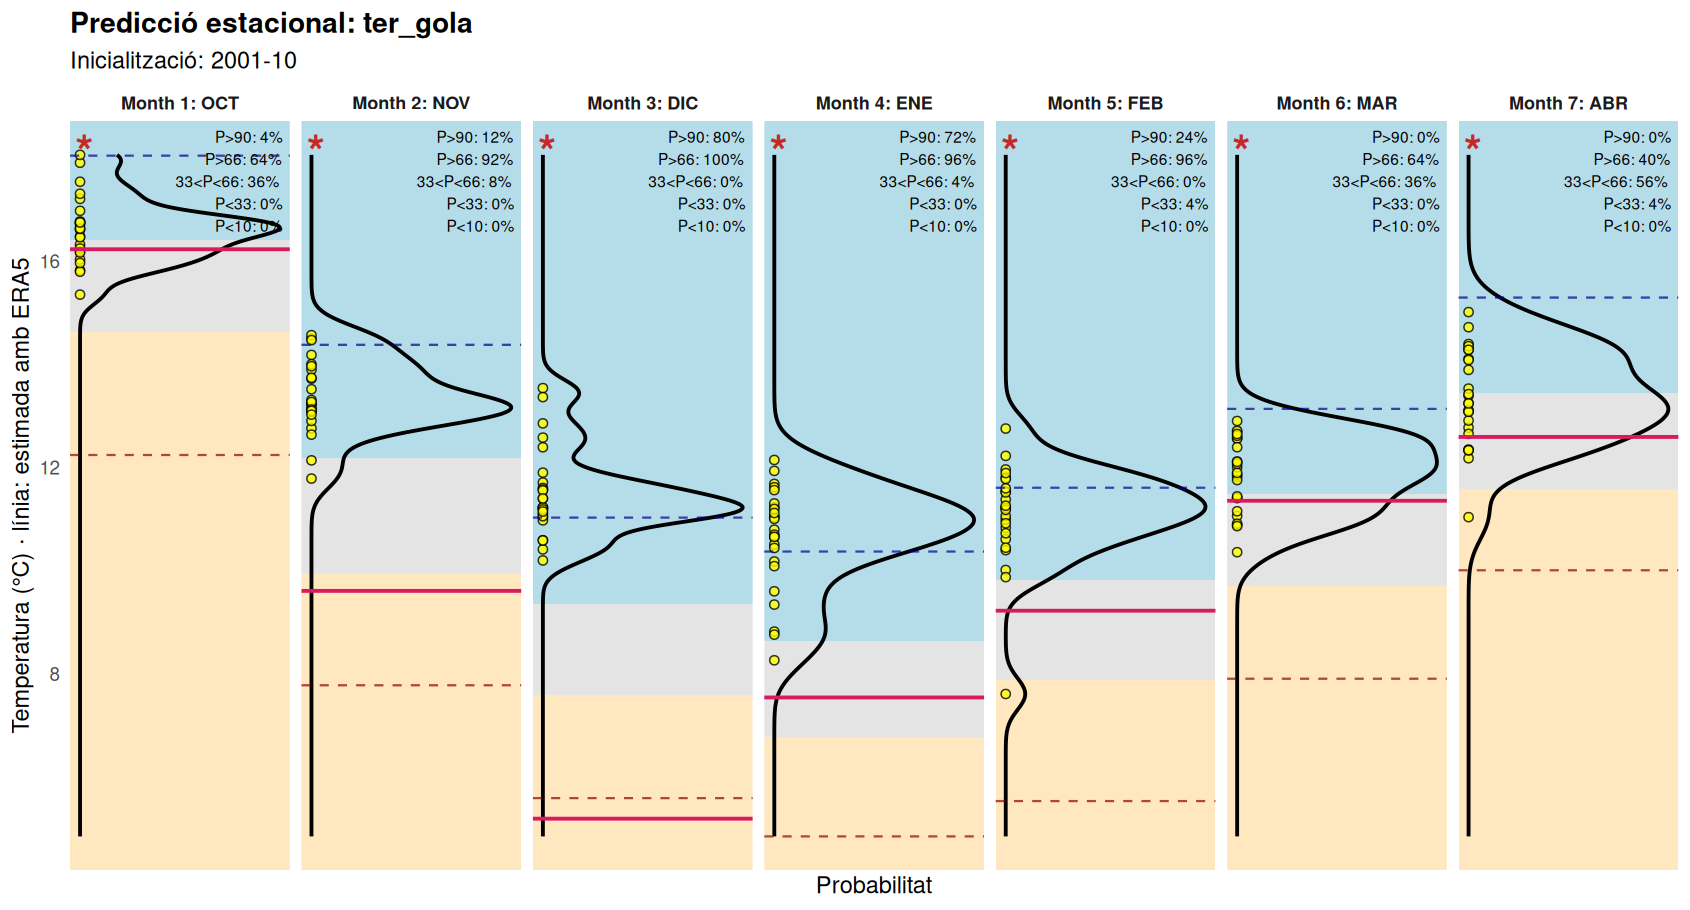 Predicció estacional: ter_gola
Inicialització: 2001-10
Month 1: OCT
Month 2: NOV
Month 3: DIC
Month 4: ENE
Month 5: FEB
Month 6: MAR
Month 7: ABR
*
P>90: 4%
P>66: 64%
33<P<66: 36%
P<33: 0%
P<10: 0%
*
P>90: 12%
P>66: 92%
33<P<66: 8%
P<33: 0%
P<10: 0%
*
P>90: 80%
P>66: 100%
33<P<66: 0%
P<33: 0%
P<10: 0%
*
P>90: 72%
P>66: 96%
33<P<66: 4%
P<33: 0%
P<10: 0%
*
P>90: 24%
P>66: 96%
33<P<66: 0%
P<33: 4%
P<10: 0%
*
P>90: 0%
P>66: 64%
33<P<66: 36%
P<33: 0%
P<10: 0%
*
P>90: 0%
P>66: 40%
33<P<66: 56%
P<33: 4%
P<10: 0%
16
12
8
Temperatura (°C) · línia: estimada amb ERA5
Probabilitat